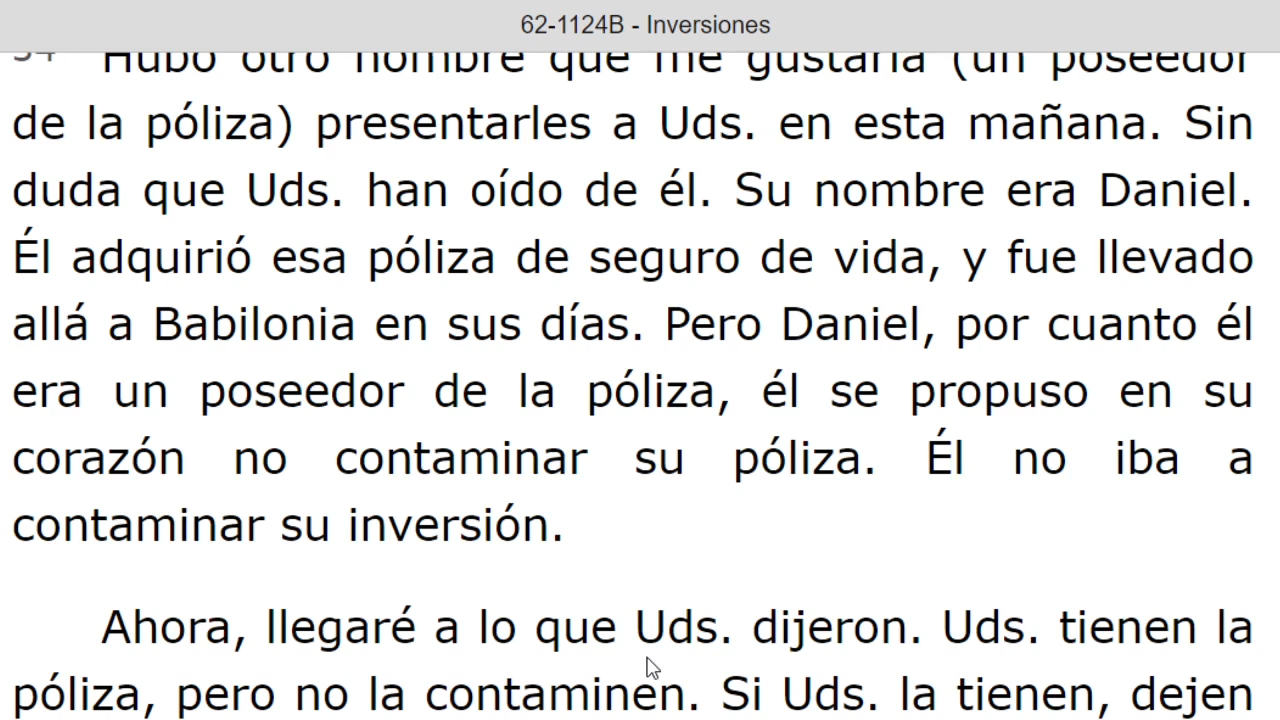 62-1124B - Inversiones
34 Hubo otro nombre que me gustaría (un poseedor
de la póliza) presentarles a Uds. en esta mañana. Sin
duda que Uds. han oído de él. Su nombre era Daniel.
Él adquirió esa póliza de seguro de vida, y fue llevado
allá a Babilonia en sus días. Pero Daniel, por cuanto él
era un poseedor de la póliza, él se propuso en su
corazón no contaminar su póliza. Él no iba a
contaminar su inversión.
Ahora, llegaré a lo que Uds. dijeron. Uds. tienen la
póliza, pero no la contaminen. Si Uds. la tienen, dejen